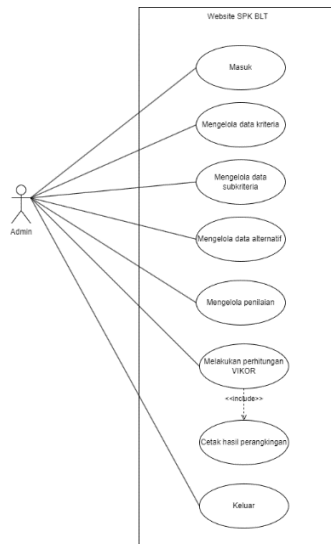 Website SPK BLT
Masuk
Mengelola data kriteria
Mengelola data
subkriteria
Admin
Mengelola data alternatif
Mengelola penilaian
Melakukan perhitungan
VIKOR
<<include>>
Cetak hasil perangkingan
Keluar